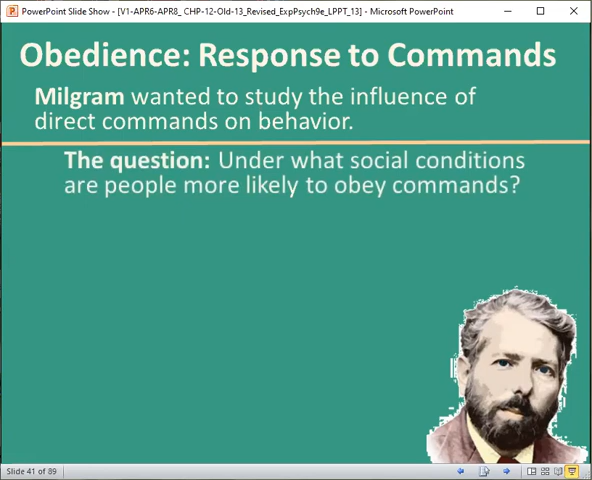 PowerPoint Slide Show - [V1-APR6-APR8_ CHP-12-Old-13_Revised_ExpPsych9e_LPPT_13] - Microsoft PowerPoint
Obedience: Response to Commands
Milgram wanted to study the influence of
direct commands on behavior.
The question: Under what social conditions
are people more likely to obey commands?
Slide 41 of 89